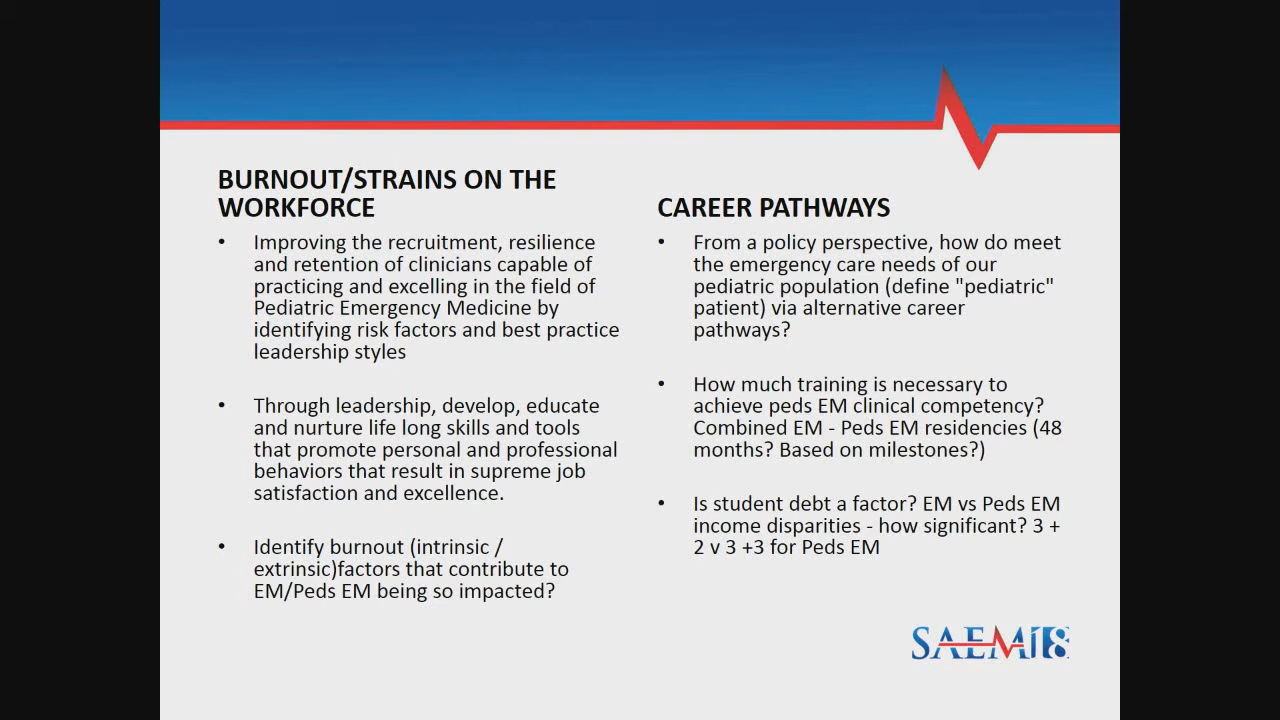 BURNOUT/STRAINS ON THE
WORKFORCE
• Improving the recruitment, resilience
and retention of clinicians capable of
practicing and excelling in the field of
Pediatric Emergency Medicine by
identifying risk factors and best practice
leadership styles
• Through leadership, develop, educate
and nurture life long skills and tools
that promote personal and professional
behaviors that result in supreme job
satisfaction and excellence.
• Identify burnout (intrinsic /
extrinsic)factors that contribute to
EM/Peds EM being so impacted?
CAREER PATHWAYS
• From a policy perspective, how do meet
the emergency care needs of our
pediatric population (define "pediatric"
patient) via alternative career
pathways?
• How much training is necessary to
achieve peds EM clinical competency?
Combined EM - Peds EM residencies (48
months? Based on milestones?)
• Is student debt a factor? EM vs Peds EM
income disparities - how significant? 3 +
2 v 3 +3 for Peds EM
SAEM18